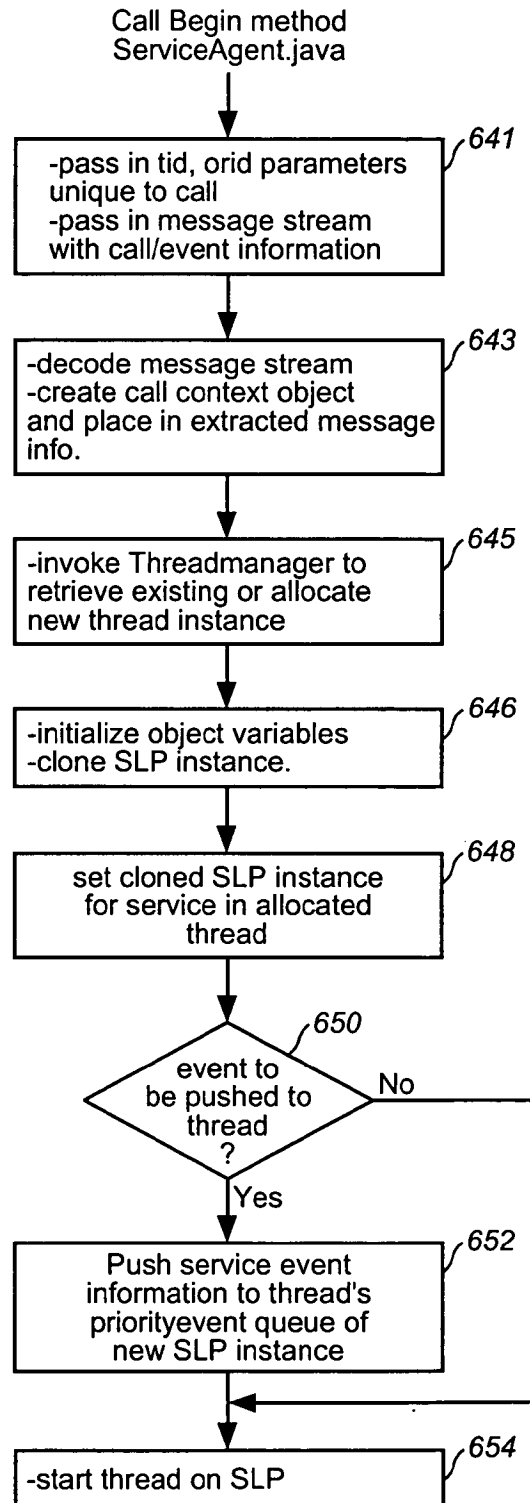 Call Begin method
ServiceAgent.java
641
-pass in tid, orid parameters
unique to call
-pass in message stream
with call/event information
643
-decode message stream
-create call context object
and place in extracted message
info.
645
-invoke Threadmanager to
retrieve existing or allocate
new thread instance
646
-initialize object variables
-clone SLP instance.
648
set cloned SLP instance
for service in allocated
thread
650
event to
be pushed to
thread
?
No
Yes
652
Push service event
information to thread's
priorityevent queue of
new SLP instance
654
-start thread on SLP